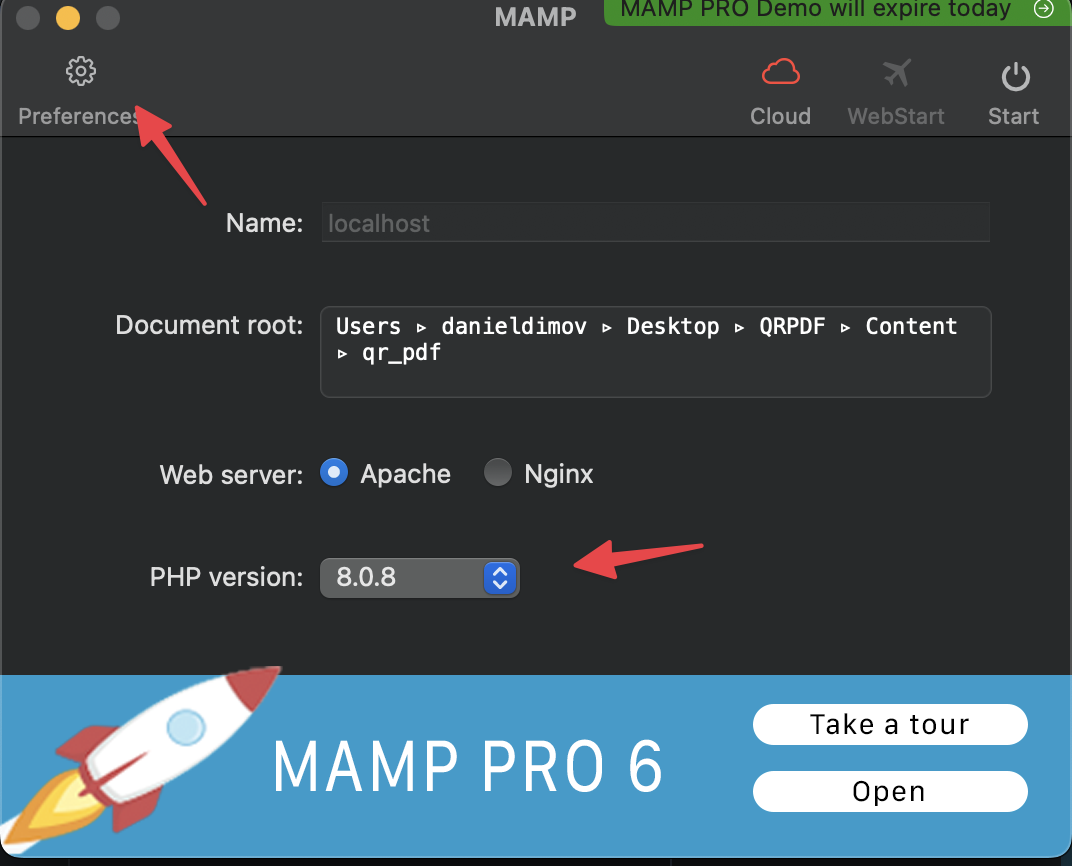 MAMP
MAMP PRO Demo will expire today
Preferences
Cloud
WebStart
Start
Name: localhost
Document root: Users ▹ danieldimov ▹ Desktop ▹ QRPDF ▹ Content
▹ qr_pdf
Web server: Apache Nginx
PHP version: 8.0.8
MAMP PRO 6
Take a tour
Open